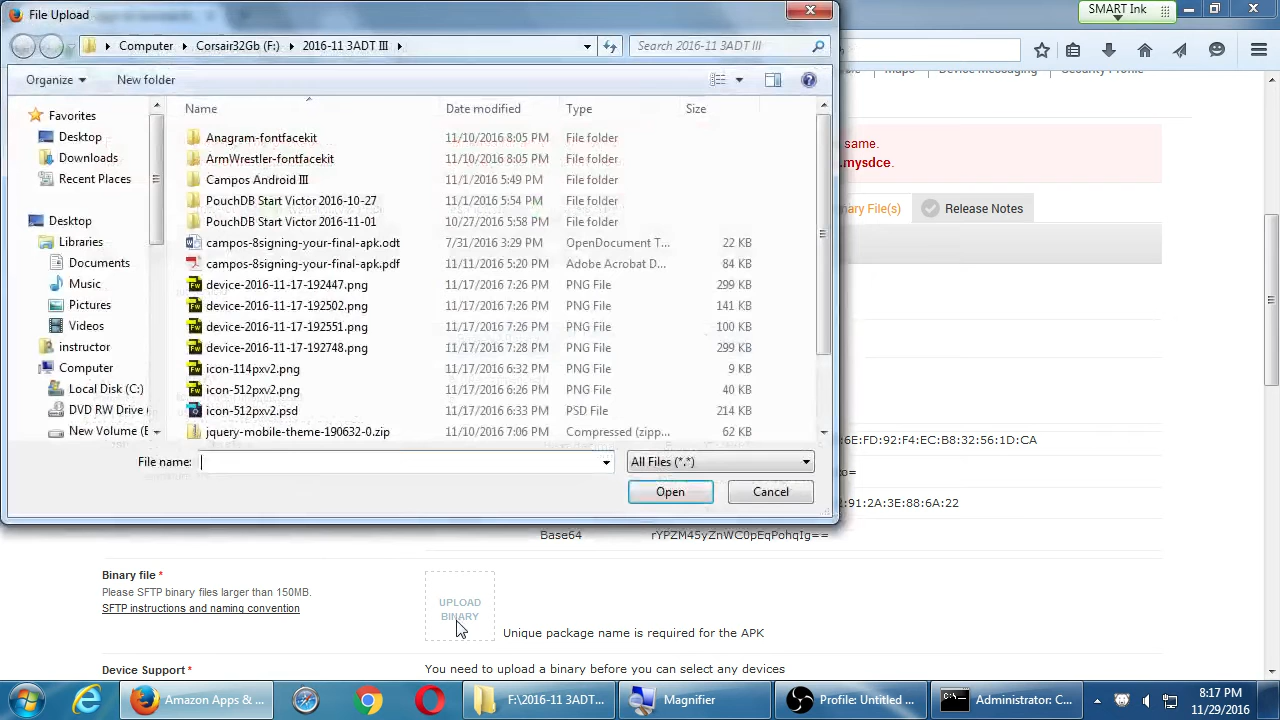 File Upload
SMART Ink
Computer
Corsair32Gb (F:)
2016-11 3ADT III
Search 2016-11 3ADT III
Organize
New folder
Maps
Device Messaging
Security Profile
Name
Date modified
Type
Size
Favorites
Desktop
Downloads
Recent Places
Desktop
Libraries
Documents
Music
Pictures
Videos
instructor
Computer
Local Disk (C:)
DVD RW Drive (
New Volume (E
Anagram-fontfacekit 11/10/2016 8:05 PM File folder
ArmWrestler-fontfacekit 11/10/2016 8:05 PM File folder
Campos Android III 11/1/2016 5:49 PM File folder
PouchDB Start Victor 2016-10-27 11/1/2016 5:54 PM File folder
PouchDB Start Victor 2016-11-01 10/27/2016 5:58 PM File folder
campos-8signing-your-final-apk.odt 7/31/2016 3:29 PM OpenDocument T... 22 KB
campos-8signing-your-final-apk.pdf 11/11/2016 5:20 PM Adobe Acrobat D... 84 KB
device-2016-11-17-192447.png 11/17/2016 7:26 PM PNG File 299 KB
device-2016-11-17-192502.png 11/17/2016 7:26 PM PNG File 141 KB
device-2016-11-17-192551.png 11/17/2016 7:26 PM PNG File 100 KB
device-2016-11-17-192748.png 11/17/2016 7:28 PM PNG File 299 KB
icon-114pxv2.png 11/17/2016 6:32 PM PNG File 9 KB
icon-512pxv2.png 11/17/2016 6:26 PM PNG File 40 KB
icon-512pxv2.psd 11/17/2016 6:33 PM PSD File 214 KB
jquery-mobile-theme-190632-0.zip 11/10/2016 7:06 PM Compressed (zipp... 62 KB
File name:
All Files (*.*)
Open
Cancel
same.
.mysdce.
nary File(s)
Release Notes
:6E:FD:92:F4:EC:B8:32:56:1D:CA
ro=
:91:2A:3E:88:6A:22
Base64 rYPZM45yZnWC0pEqPohqIg==
Binary file *
Please SFTP binary files larger than 150MB.
SFTP instructions and naming convention
UPLOAD
BINARY
Unique package name is required for the APK
Device Support *
You need to upload a binary before you can select any devices
Amazon Apps & ...
F:\2016-11 3ADT...
Magnifier
Profile: Untitled ...
Administrator: C...
8:17 PM
11/29/2016